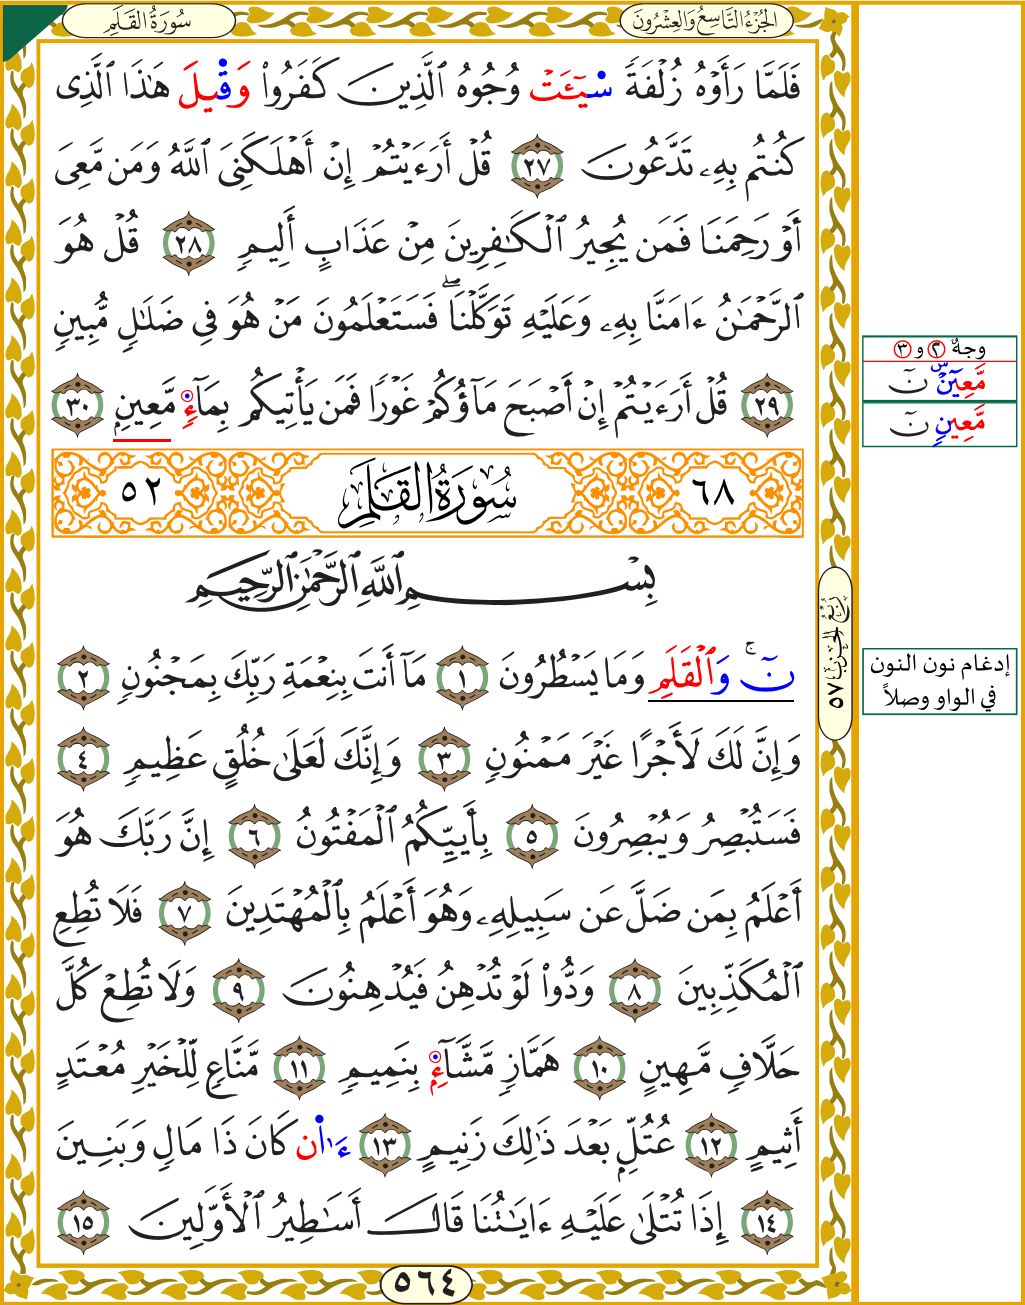 سُورَةُ القَلَمِ
الجُزْءُ التَّاسِعُ وَالعِشْرُونَ
فَلَمَّا رَأَوْهُ زُلْفَةً سِيٓـَٔتْ وُجُوهُ ٱلَّذِينَ كَفَرُوا۟ وَقِيلَ هَٰذَا ٱلَّذِى
كُنتُم بِهِۦ تَدَّعُونَ ٢٧ قُلْ أَرَءَيْتُمْ إِنْ أَهْلَكَنِىَ ٱللَّهُ وَمَن مَّعِىَ
أَوْ رَحِمَنَا فَمَن يُجِيرُ ٱلْكَٰفِرِينَ مِنْ عَذَابٍ أَلِيمٍ ٢٨ قُلْ هُوَ
ٱلرَّحْمَٰنُ ءَامَنَّا بِهِۦ وَعَلَيْهِ تَوَكَّلْنَا ۖ فَسَتَعْلَمُونَ مَنْ هُوَ فِى ضَلَٰلٍ مُّبِينٍ
٢٩ قُلْ أَرَءَيْتُمْ إِنْ أَصْبَحَ مَآؤُكُمْ غَوْرًا فَمَن يَأْتِيكُم بِمَآءٍ مَّعِينٍ ٣٠
وجهٌ ٢ و ٣
مَّعِينٍۜ نٓ
مَّعِينٍ نٓ
٦٨ سُورَةُ القَلَمِ ٥٢
بِسْمِ ٱللَّهِ ٱلرَّحْمَٰنِ ٱلرَّحِيمِ
نٓ ۚ وَٱلْقَلَمِ وَمَا يَسْطُرُونَ ١ مَآ أَنتَ بِنِعْمَةِ رَبِّكَ بِمَجْنُونٍ ٢
إدغام نون النون
في الواو وصلاً
رُبْعُ الحِزْبِ ٥٧
وَإِنَّ لَكَ لَأَجْرًا غَيْرَ مَمْنُونٍ ٣ وَإِنَّكَ لَعَلَىٰ خُلُقٍ عَظِيمٍ ٤
فَسَتُبْصِرُ وَيُبْصِرُونَ ٥ بِأَييِّكُمُ ٱلْمَفْتُونُ ٦ إِنَّ رَبَّكَ هُوَ
أَعْلَمُ بِمَن ضَلَّ عَن سَبِيلِهِۦ وَهُوَ أَعْلَمُ بِٱلْمُهْتَدِينَ ٧ فَلَا تُطِعِ
ٱلْمُكَذِّبِينَ ٨ وَدُّوا۟ لَوْ تُدْهِنُ فَيُدْهِنُونَ ٩ وَلَا تُطِعْ كُلَّ
حَلَّافٍ مَّهِينٍ ١٠ هَمَّازٍ مَّشَّآءٍ بِنَمِيمٍ ١١ مَّنَّاعٍ لِّلْخَيْرِ مُعْتَدٍ
أَثِيمٍ ١٢ عُتُلٍّ بَعْدَ ذَٰلِكَ زَنِيمٍ ١٣ ءَا۬ن كَانَ ذَا مَالٍ وَبَنِينَ
١٤ إِذَا تُتْلَىٰ عَلَيْهِ ءَايَٰتُنَا قَالَ أَسَٰطِيرُ ٱلْأَوَّلِينَ ١٥
٥٦٤